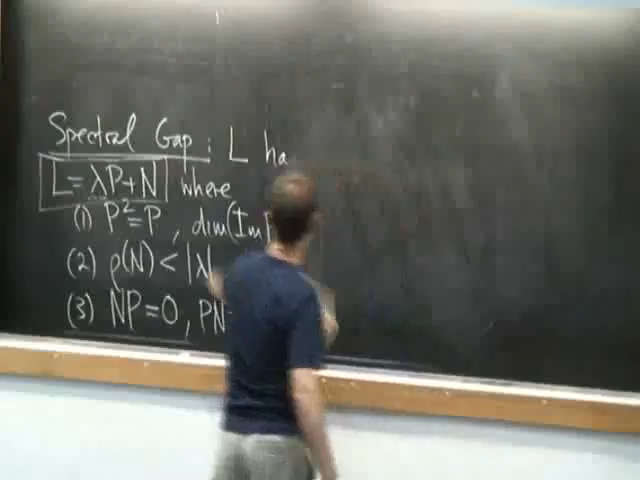 Spectral Gap: L ha
L = λP+N where
(1) P² = P, dim(Im
(2) ρ(N) < |λ|
(3) NP = 0, PN =